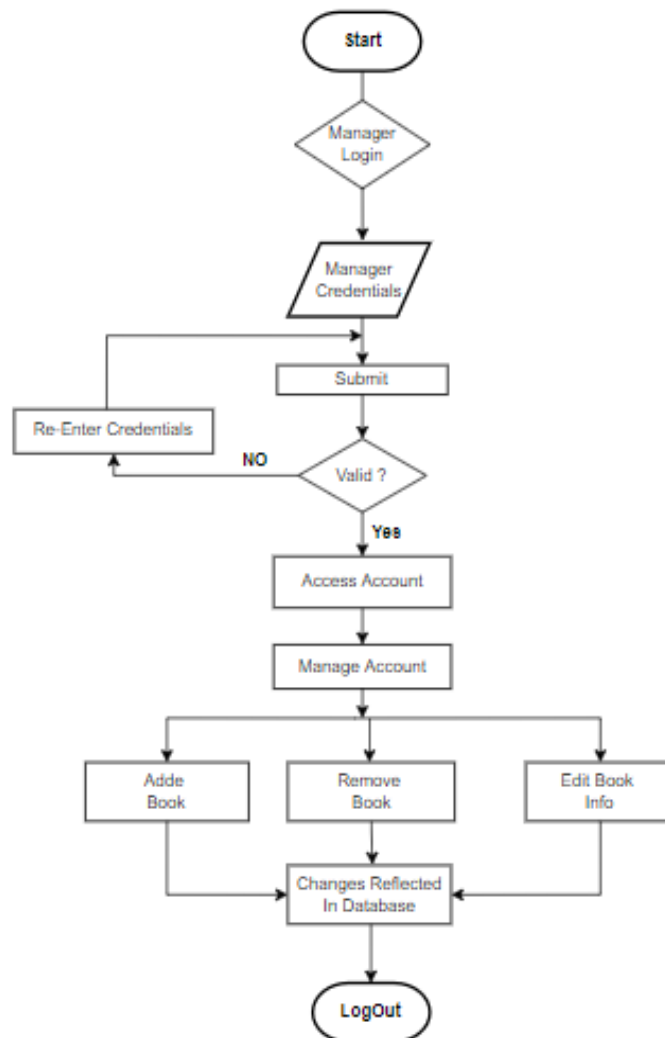 Start
Manager
Login
Manager
Credentials
Submit
Re-Enter Credentials
NO
Valid ?
Yes
Access Account
Manage Account
Adde
Book
Remove
Book
Edit Book
Info
Changes Reflected
In Database
LogOut